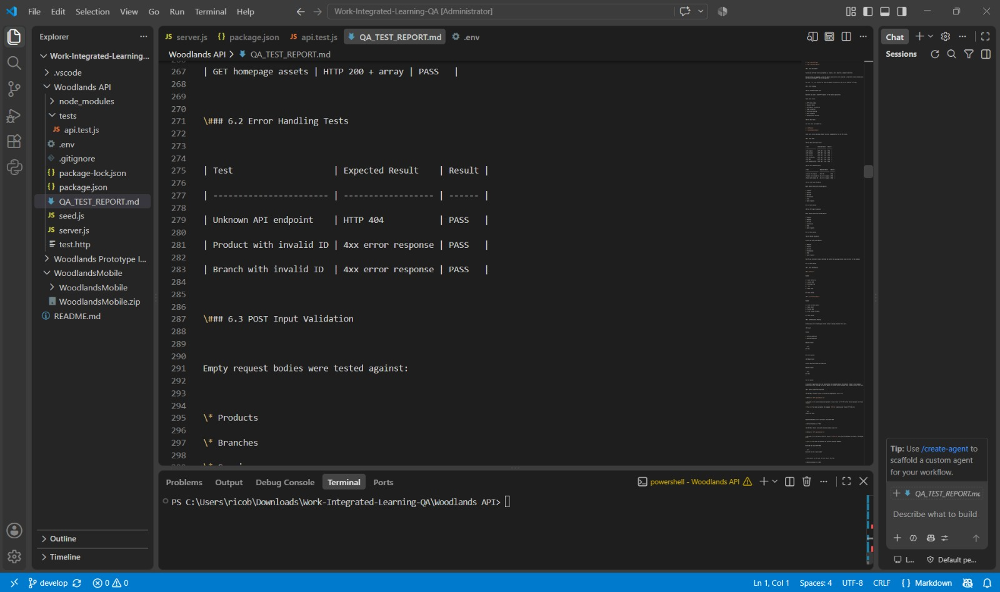 File Edit Selection View Go Run Terminal Help
Work-Integrated-Learning-QA [Administrator]
Explorer
Work-Integrated-Learning...
.vscode
Woodlands API
node_modules
tests
JS api.test.js
.env
.gitignore
{} package-lock.json
{} package.json
QA_TEST_REPORT.md
JS seed.js
JS server.js
test.http
Woodlands Prototype I...
WoodlandsMobile
WoodlandsMobile
WoodlandsMobile.zip
README.md
Outline
Timeline
JS server.js {} package.json JS api.test.js QA_TEST_REPORT.md .env
Woodlands API > QA_TEST_REPORT.md
267 | GET homepage assets | HTTP 200 + array | PASS |
268
269
270
271 \### 6.2 Error Handling Tests
272
273
274
275 | Test | Expected Result | Result |
276
277 | ----------------------- | ------------------ | ------ |
278
279 | Unknown API endpoint | HTTP 404 | PASS |
280
281 | Product with invalid ID | 4xx error response | PASS |
282
283 | Branch with invalid ID | 4xx error response | PASS |
284
285
286
287 \### 6.3 POST Input Validation
288
289
290
291 Empty request bodies were tested against:
292
293
294
295 \* Products
296
297 \* Branches
298
Problems Output Debug Console Terminal Ports
powershell - Woodlands API
PS C:\Users\ricob\Downloads\Work-Integrated-Learning-QA\Woodlands API>
Chat
Sessions
Tip: Use /create-agent to
scaffold a custom agent
for your workflow.
QA_TEST_REPORT.mc
Describe what to build
L... Default pe...
develop 0 0 Ln 1, Col 1 Spaces: 4 UTF-8 CRLF {} Markdown